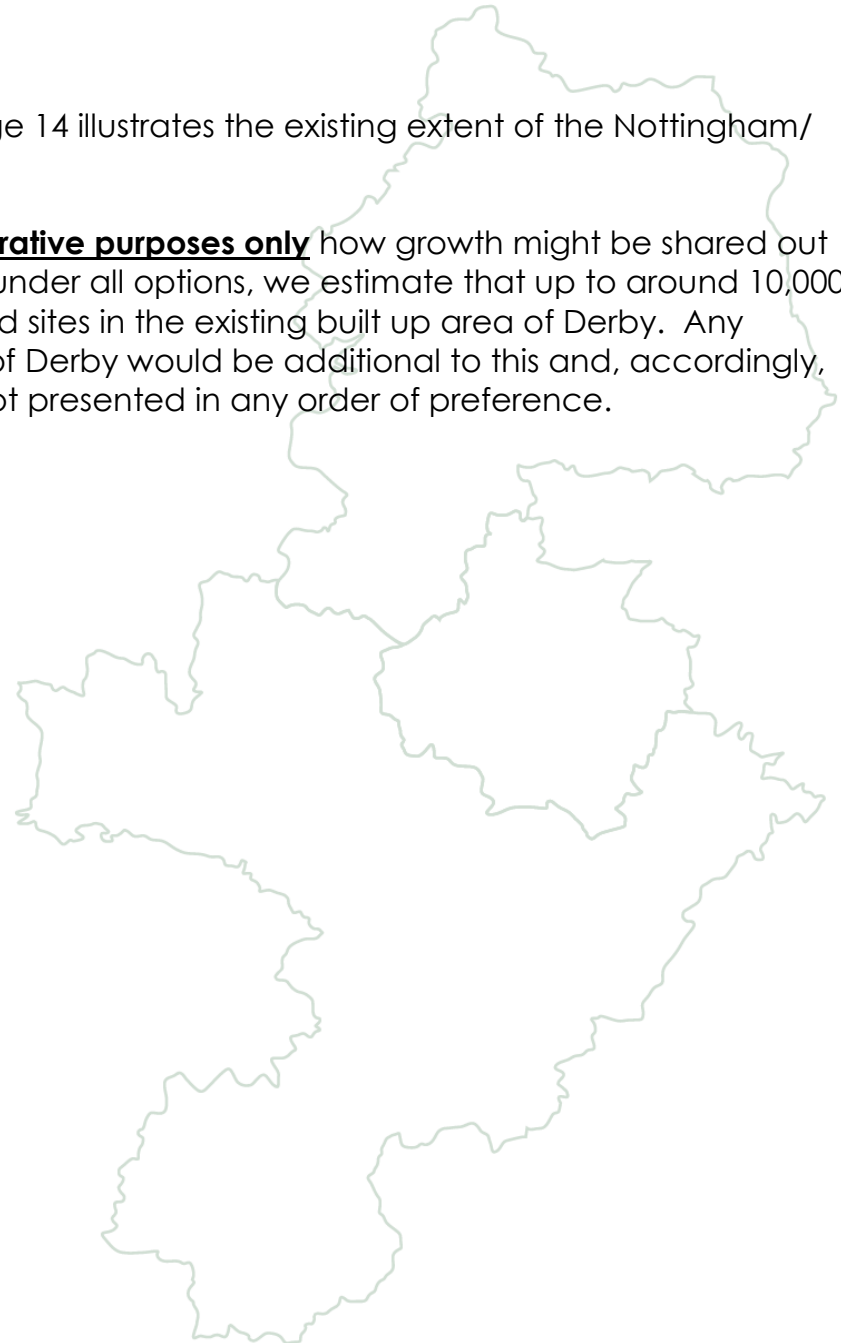 ge 14 illustrates the existing extent of the Nottingham/
rative purposes only how growth might be shared out
under all options, we estimate that up to around 10,000
d sites in the existing built up area of Derby.  Any
of Derby would be additional to this and, accordingly,
ot presented in any order of preference.